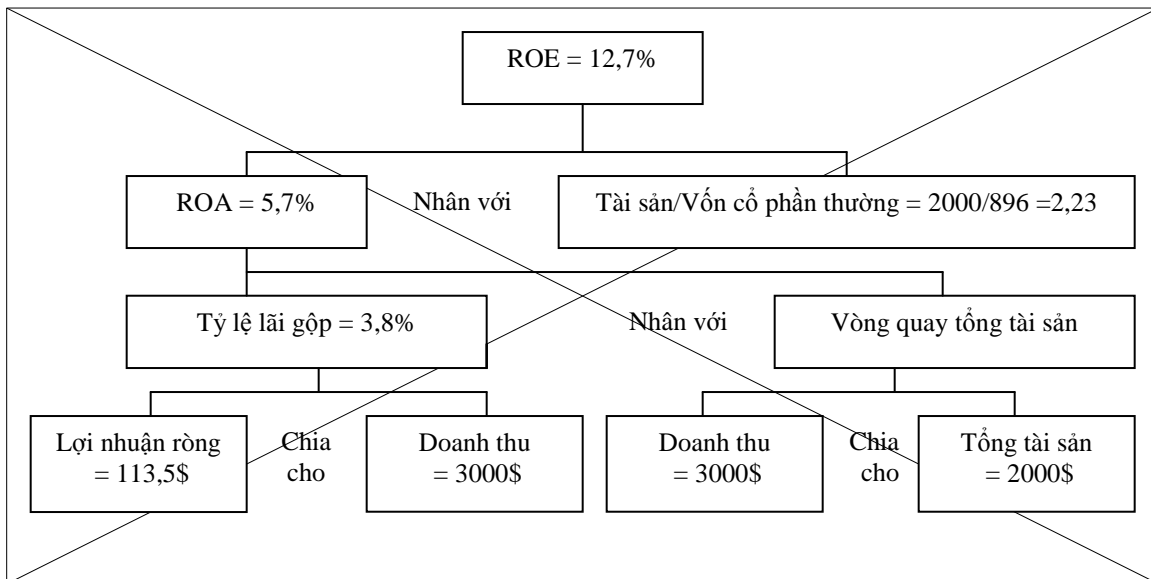 ROE = 12,7%
ROA = 5,7%
Nhân với
Tài sản/Vốn cổ phần thường = 2000/896 =2,23
Tỷ lệ lãi gộp = 3,8%
Nhân với
Vòng quay tổng tài sản
Lợi nhuận ròng
= 113,5$
Chia
cho
Doanh thu
= 3000$
Doanh thu
= 3000$
Chia
cho
Tổng tài sản
= 2000$